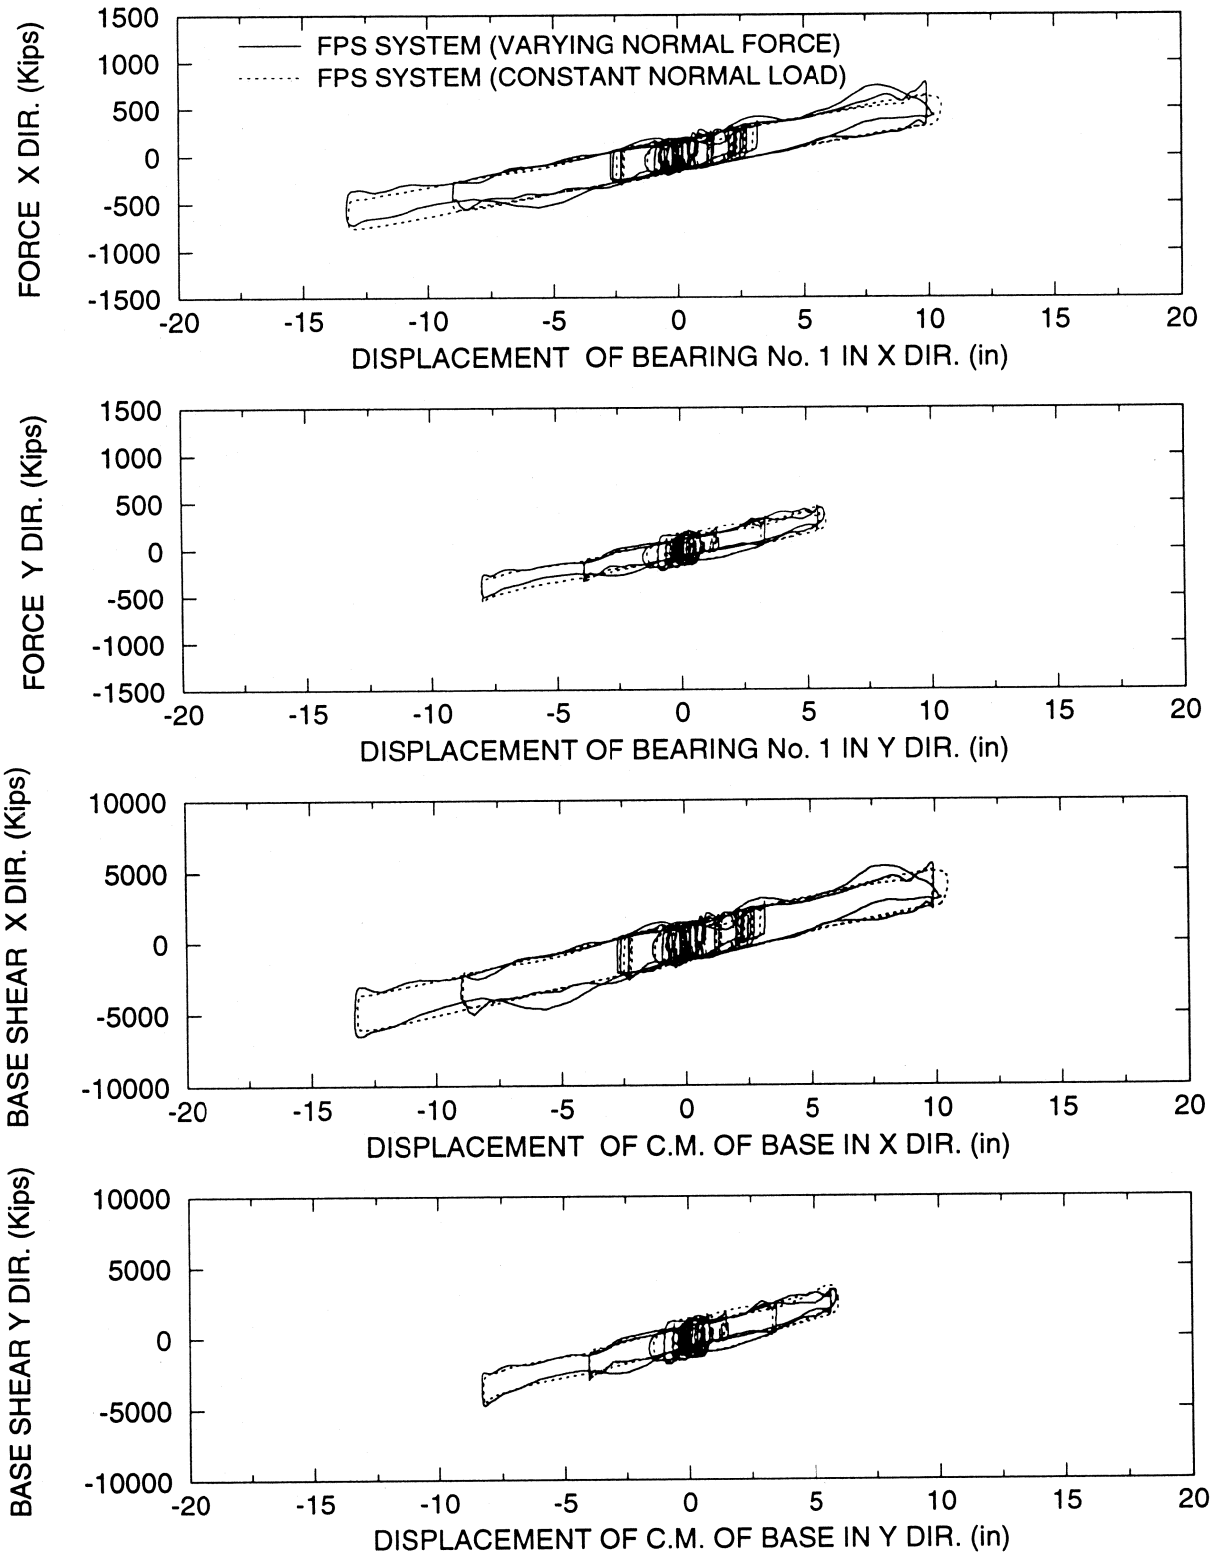 FORCE X DIR. (Kips)
1500
1000
500
0
-500
-1000
-1500
FPS SYSTEM (VARYING NORMAL FORCE)
FPS SYSTEM (CONSTANT NORMAL LOAD)
-20 -15 -10 -5 0 5 10 15 20
DISPLACEMENT OF BEARING No. 1 IN X DIR. (in)
FORCE Y DIR. (Kips)
1500
1000
500
0
-500
-1000
-1500
-20 -15 -10 -5 0 5 10 15 20
DISPLACEMENT OF BEARING No. 1 IN Y DIR. (in)
BASE SHEAR X DIR. (Kips)
10000
5000
0
-5000
-10000
-20 -15 -10 -5 0 5 10 15 20
DISPLACEMENT OF C.M. OF BASE IN X DIR. (in)
BASE SHEAR Y DIR. (Kips)
10000
5000
0
-5000
-10000
-20 -15 -10 -5 0 5 10 15 20
DISPLACEMENT OF C.M. OF BASE IN Y DIR. (in)